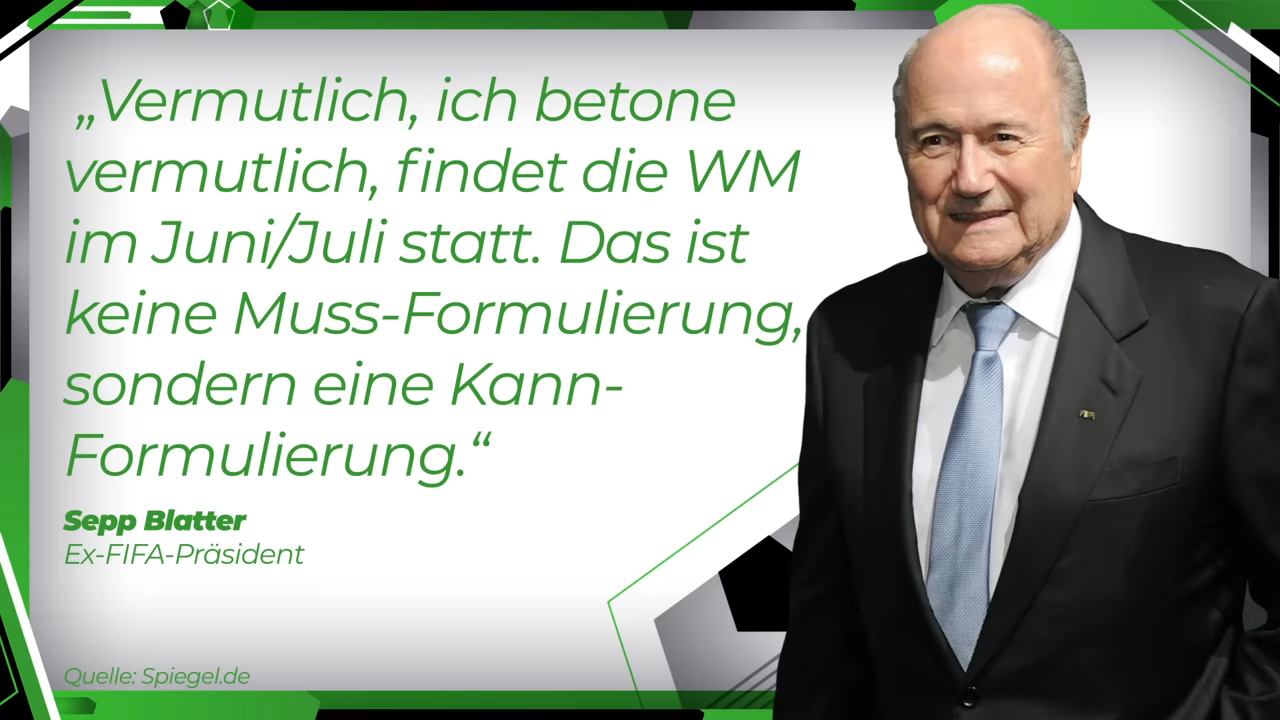 „Vermutlich, ich betone
vermutlich, findet die WM
im Juni/Juli statt. Das ist
keine Muss-Formulierung,
sondern eine Kann-
Formulierung.“
Sepp Blatter
Ex-FIFA-Präsident
Quelle: Spiegel.de